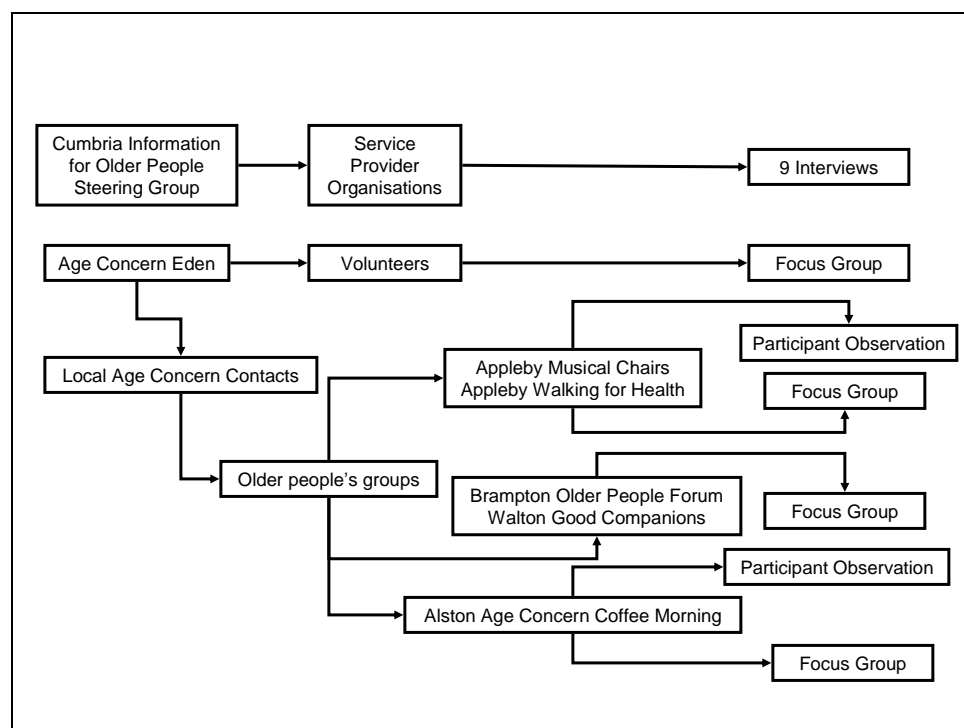 Cumbria Information
for Older People
Steering Group
Service
Provider
Organisations
9 Interviews
Age Concern Eden
Volunteers
Focus Group
Local Age Concern Contacts
Appleby Musical Chairs
Appleby Walking for Health
Participant Observation
Focus Group
Older people’s groups
Brampton Older People Forum
Walton Good Companions
Focus Group
Participant Observation
Alston Age Concern Coffee Morning
Focus Group